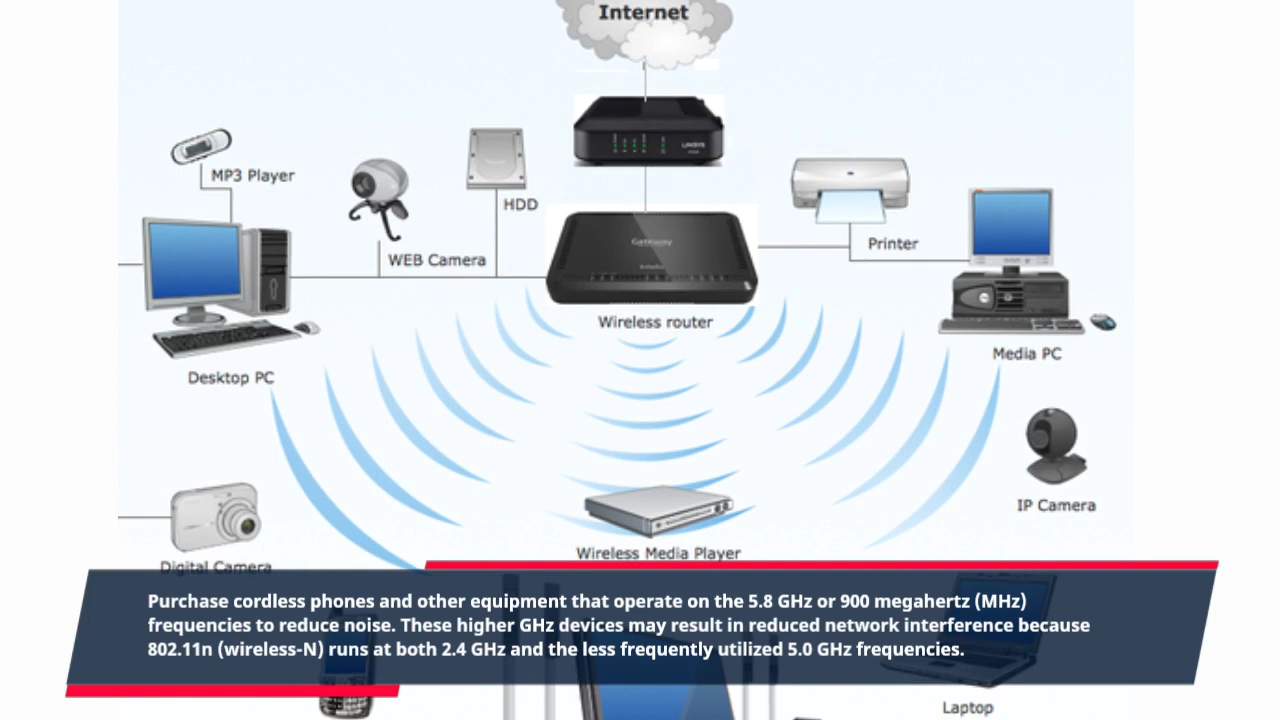 Internet
LINKSYS
MP3 Player
HDD
WEB Camera
Gateway
Printer
Wireless router
Desktop PC
Media PC
IP Camera
Wireless Media Player
Digital Camera
Purchase cordless phones and other equipment that operate on the 5.8 GHz or 900 megahertz (MHz)
frequencies to reduce noise. These higher GHz devices may result in reduced network interference because
802.11n (wireless-N) runs at both 2.4 GHz and the less frequently utilized 5.0 GHz frequencies.
Laptop